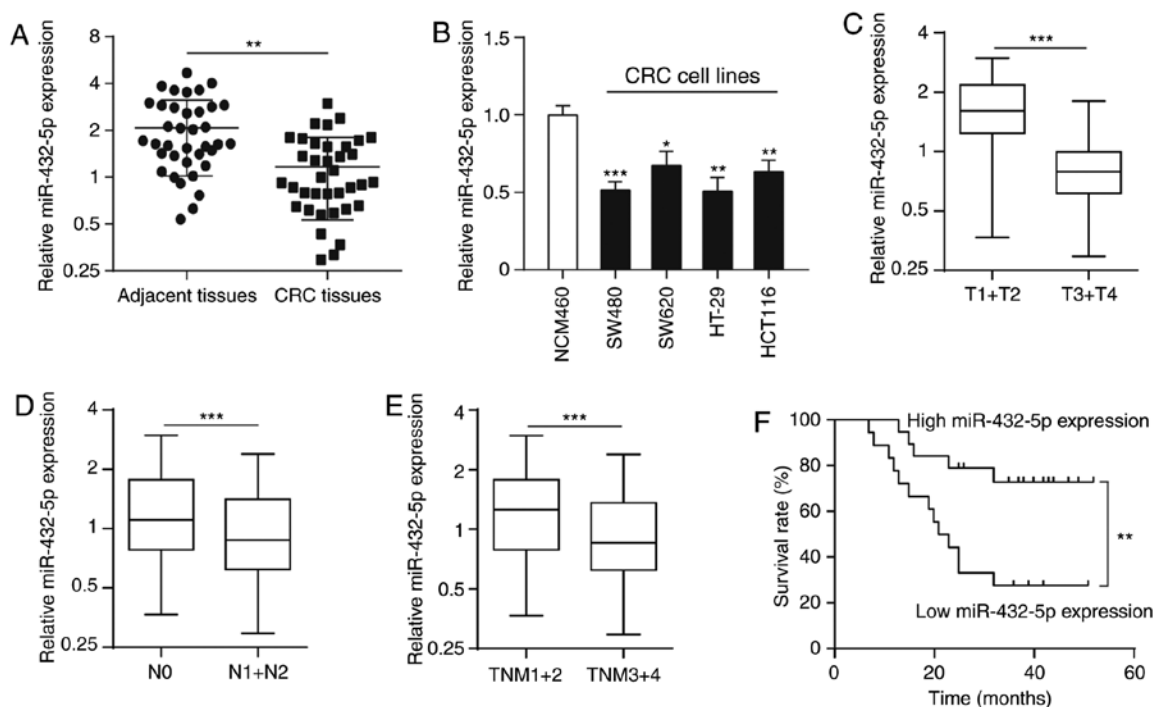 A
Relative miR-432-5p expression
8
4
2
1
0.5
0.25
**
Adjacent tissues
CRC tissues
B
Relative miR-432-5p expression
1.5
1.0
0.5
0
CRC cell lines
***
*
**
**
NCM460
SW480
SW620
HT-29
HCT116
C
Relative miR-432-5p expression
4
2
1
0.5
0.25
***
T1+T2
T3+T4
D
Relative miR-432-5p expression
4
2
1
0.5
0.25
***
N0
N1+N2
E
Relative miR-432-5p expression
4
2
1
0.5
0.25
***
TNM1+2
TNM3+4
F
Survival rate (%)
100
80
60
40
20
0
High miR-432-5p expression
**
Low miR-432-5p expression
0
20
40
60
Time (months)